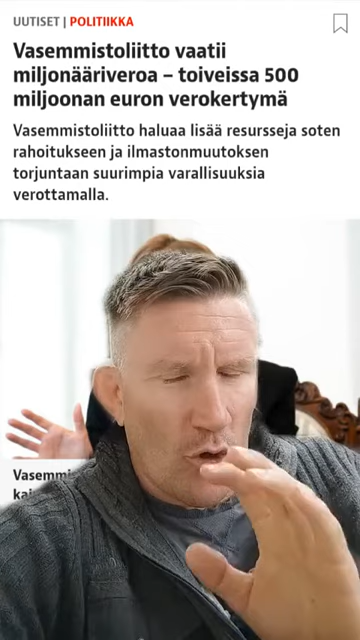 UUTISET | POLITIIKKA
Vasemmistoliitto vaatii
miljonääriveroa – toiveissa 500
miljoonan euron verokertymä
Vasemmistoliitto haluaa lisää resursseja soten
rahoitukseen ja ilmastonmuutoksen
torjuntaan suurimpia varallisuuksia
verottamalla.